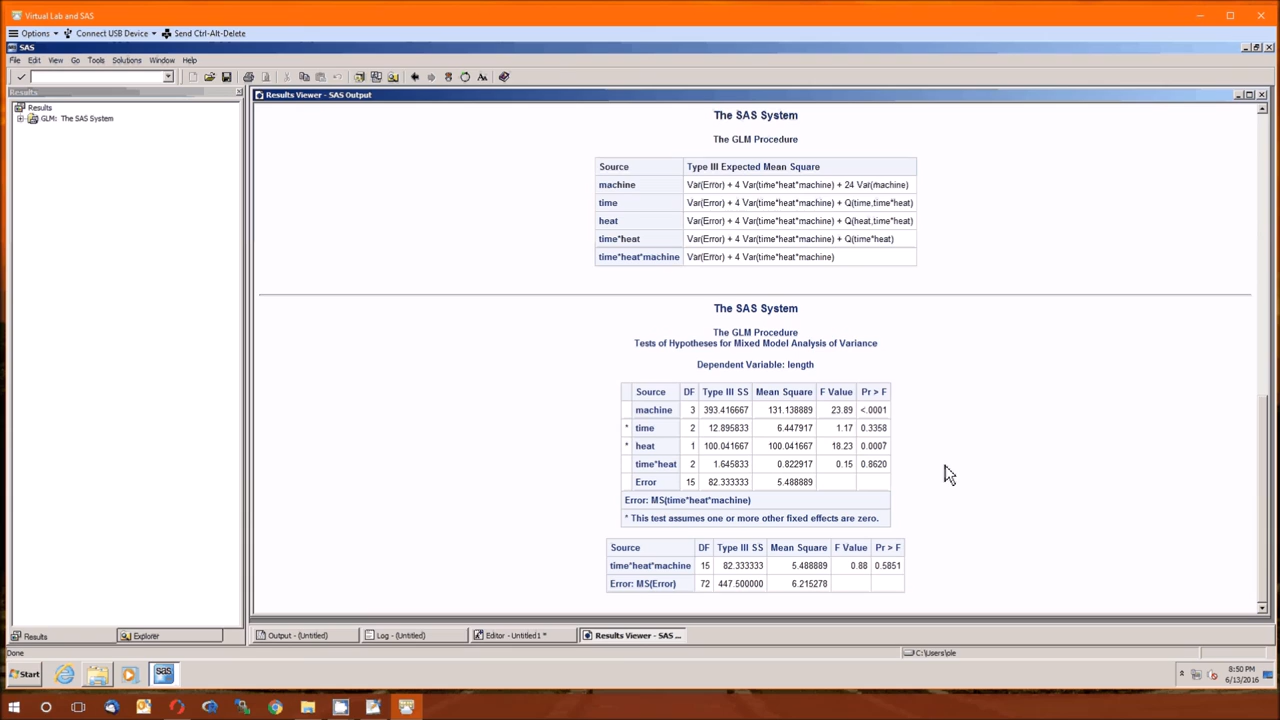 Virtual Lab and SAS
Options Connect USB Device Send Ctrl-Alt-Delete
SAS
File Edit View Go Tools Solutions Window Help
Results
Results Viewer - SAS Output
Results
GLM: The SAS System
The SAS System
The GLM Procedure
Source Type III Expected Mean Square
machine Var(Error) + 4 Var(time*heat*machine) + 24 Var(machine)
time Var(Error) + 4 Var(time*heat*machine) + Q(time,time*heat)
heat Var(Error) + 4 Var(time*heat*machine) + Q(heat,time*heat)
time*heat Var(Error) + 4 Var(time*heat*machine) + Q(time*heat)
time*heat*machine Var(Error) + 4 Var(time*heat*machine)
The SAS System
The GLM Procedure
Tests of Hypotheses for Mixed Model Analysis of Variance
Dependent Variable: length
Source DF Type III SS Mean Square F Value Pr > F
machine 3 393.416667 131.138889 23.89 <.0001
* time 2 12.895833 6.447917 1.17 0.3358
* heat 1 100.041667 100.041667 18.23 0.0007
time*heat 2 1.645833 0.822917 0.15 0.8620
Error 15 82.333333 5.488889
Error: MS(time*heat*machine)
* This test assumes one or more other fixed effects are zero.
Source DF Type III SS Mean Square F Value Pr > F
time*heat*machine 15 82.333333 5.488889 0.88 0.5851
Error: MS(Error) 72 447.500000 6.215278
Results Explorer
Output - (Untitled) Log - (Untitled) Editor - Untitled1 * Results Viewer - SAS ...
Done C:\Users\ple
Start sas 8:50 PM
6/13/2016